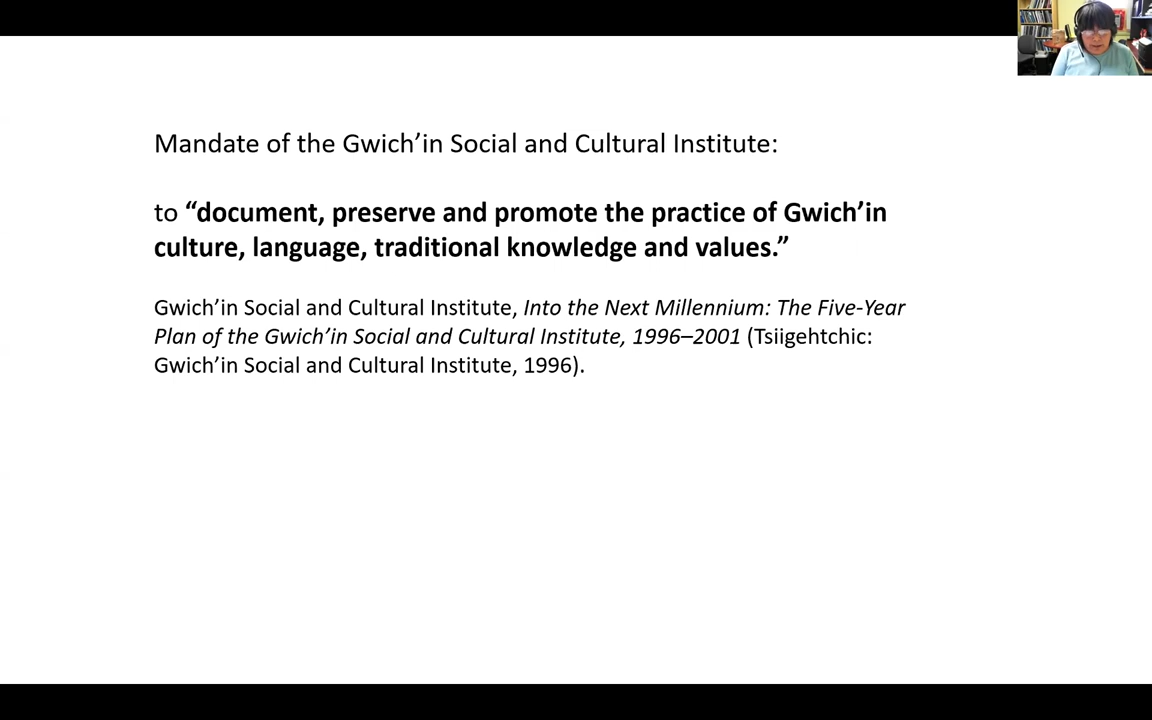 Mandate of the Gwich’in Social and Cultural Institute:
to “document, preserve and promote the practice of Gwich’in
culture, language, traditional knowledge and values.”
Gwich’in Social and Cultural Institute, Into the Next Millennium: The Five-Year
Plan of the Gwich’in Social and Cultural Institute, 1996–2001 (Tsiigehtchic:
Gwich’in Social and Cultural Institute, 1996).